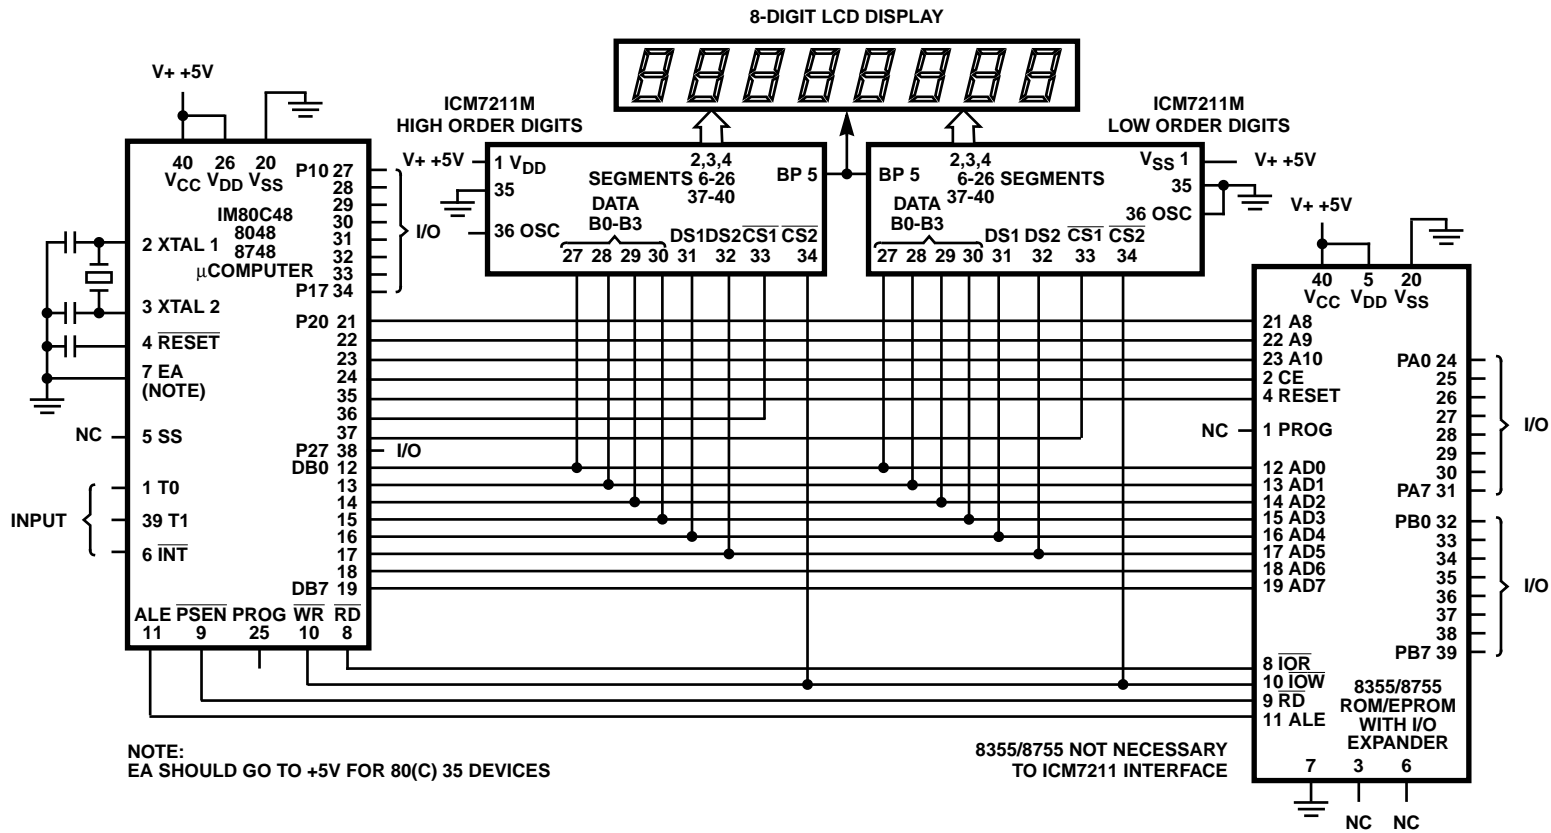 8-DIGIT LCD DISPLAY
V+ +5V
40 26 20
VCC VDD VSS
IM80C48
8048
8748
μCOMPUTER
2 XTAL 1
3 XTAL 2
4 RESET
7 EA
(NOTE)
NC
5 SS
INPUT
1 T0
39 T1
6 INT
P10 27
28
29
30
31
32
33
P17 34
I/O
P20 21
22
23
24
35
36
37
P27 38
I/O
DB0 12
13
14
15
16
17
18
DB7 19
ALE PSEN PROG WR RD
11 9 25 10 8
ICM7211M
HIGH ORDER DIGITS
V+ +5V
1 VDD
35
36 OSC
2,3,4
SEGMENTS 6-26
37-40
BP 5
DATA
B0-B3
DS1 DS2 CS1 CS2
27 28 29 30 31 32 33 34
ICM7211M
LOW ORDER DIGITS
BP 5
2,3,4
6-26 SEGMENTS
37-40
VSS 1
V+ +5V
35
36 OSC
DATA
B0-B3
DS1 DS2 CS1 CS2
27 28 29 30 31 32 33 34
V+ +5V
40 5 20
VCC VDD VSS
21 A8
22 A9
23 A10
2 CE
4 RESET
NC
1 PROG
12 AD0
13 AD1
14 AD2
15 AD3
16 AD4
17 AD5
18 AD6
19 AD7
8 IOR
10 IOW
9 RD
11 ALE
PA0 24
25
26
27
28
29
30
PA7 31
I/O
PB0 32
33
34
35
36
37
38
PB7 39
I/O
8355/8755
ROM/EPROM
WITH I/O
EXPANDER
7 3 6
NC NC
NOTE:
EA SHOULD GO TO +5V FOR 80(C) 35 DEVICES
8355/8755 NOT NECESSARY
TO ICM7211 INTERFACE